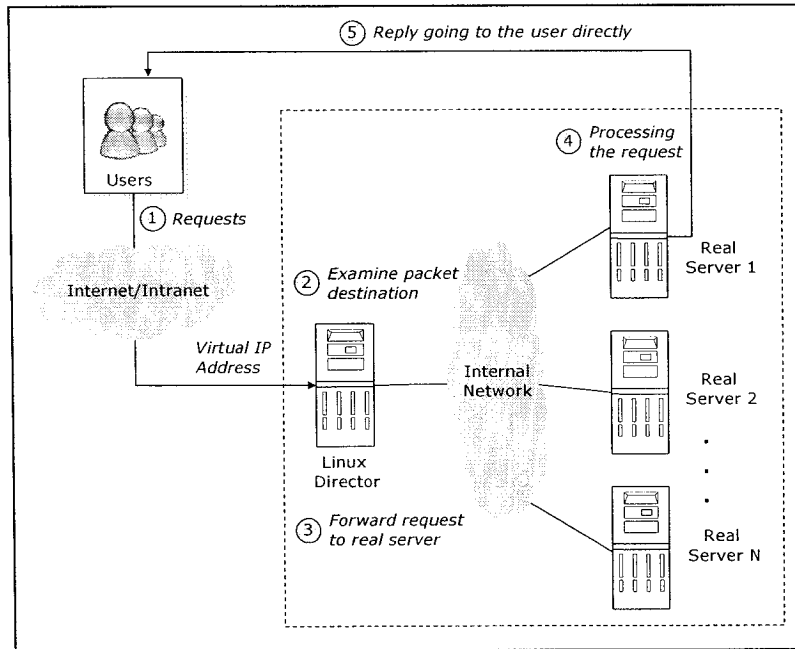 5 Reply going to the user directly
4 Processing
the request
Users
1 Requests
Real
Server 1
2 Examine packet
destination
Internet/Intranet
Virtual IP
Address
Internal
Network
Real
Server 2
Linux
Director
3 Forward request
to real server
Real
Server N